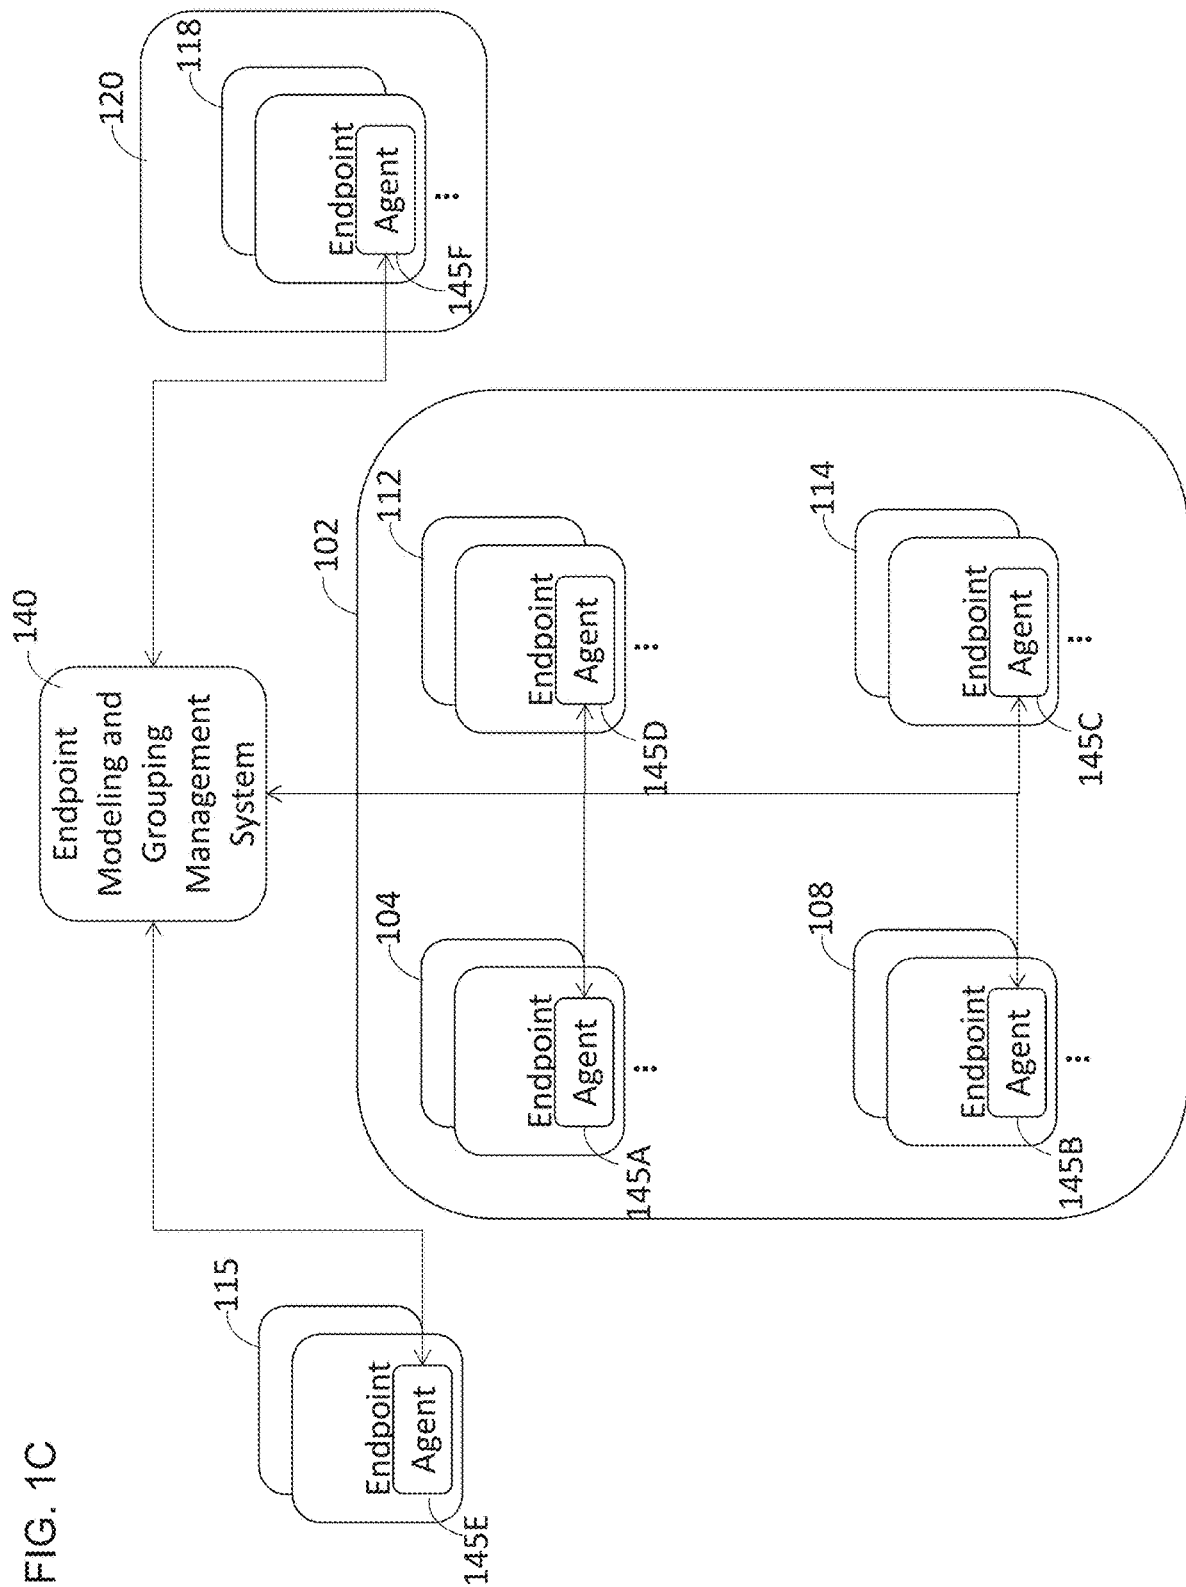 FIG. 1C
140
Endpoint
Modeling and
Grouping
Management
System
115
Endpoint
Agent
145E
102
104
Endpoint
Agent
145A
⋮
112
Endpoint
Agent
145D
⋮
108
Endpoint
Agent
145B
⋮
114
Endpoint
Agent
145C
⋮
120
118
Endpoint
Agent
145F
⋮